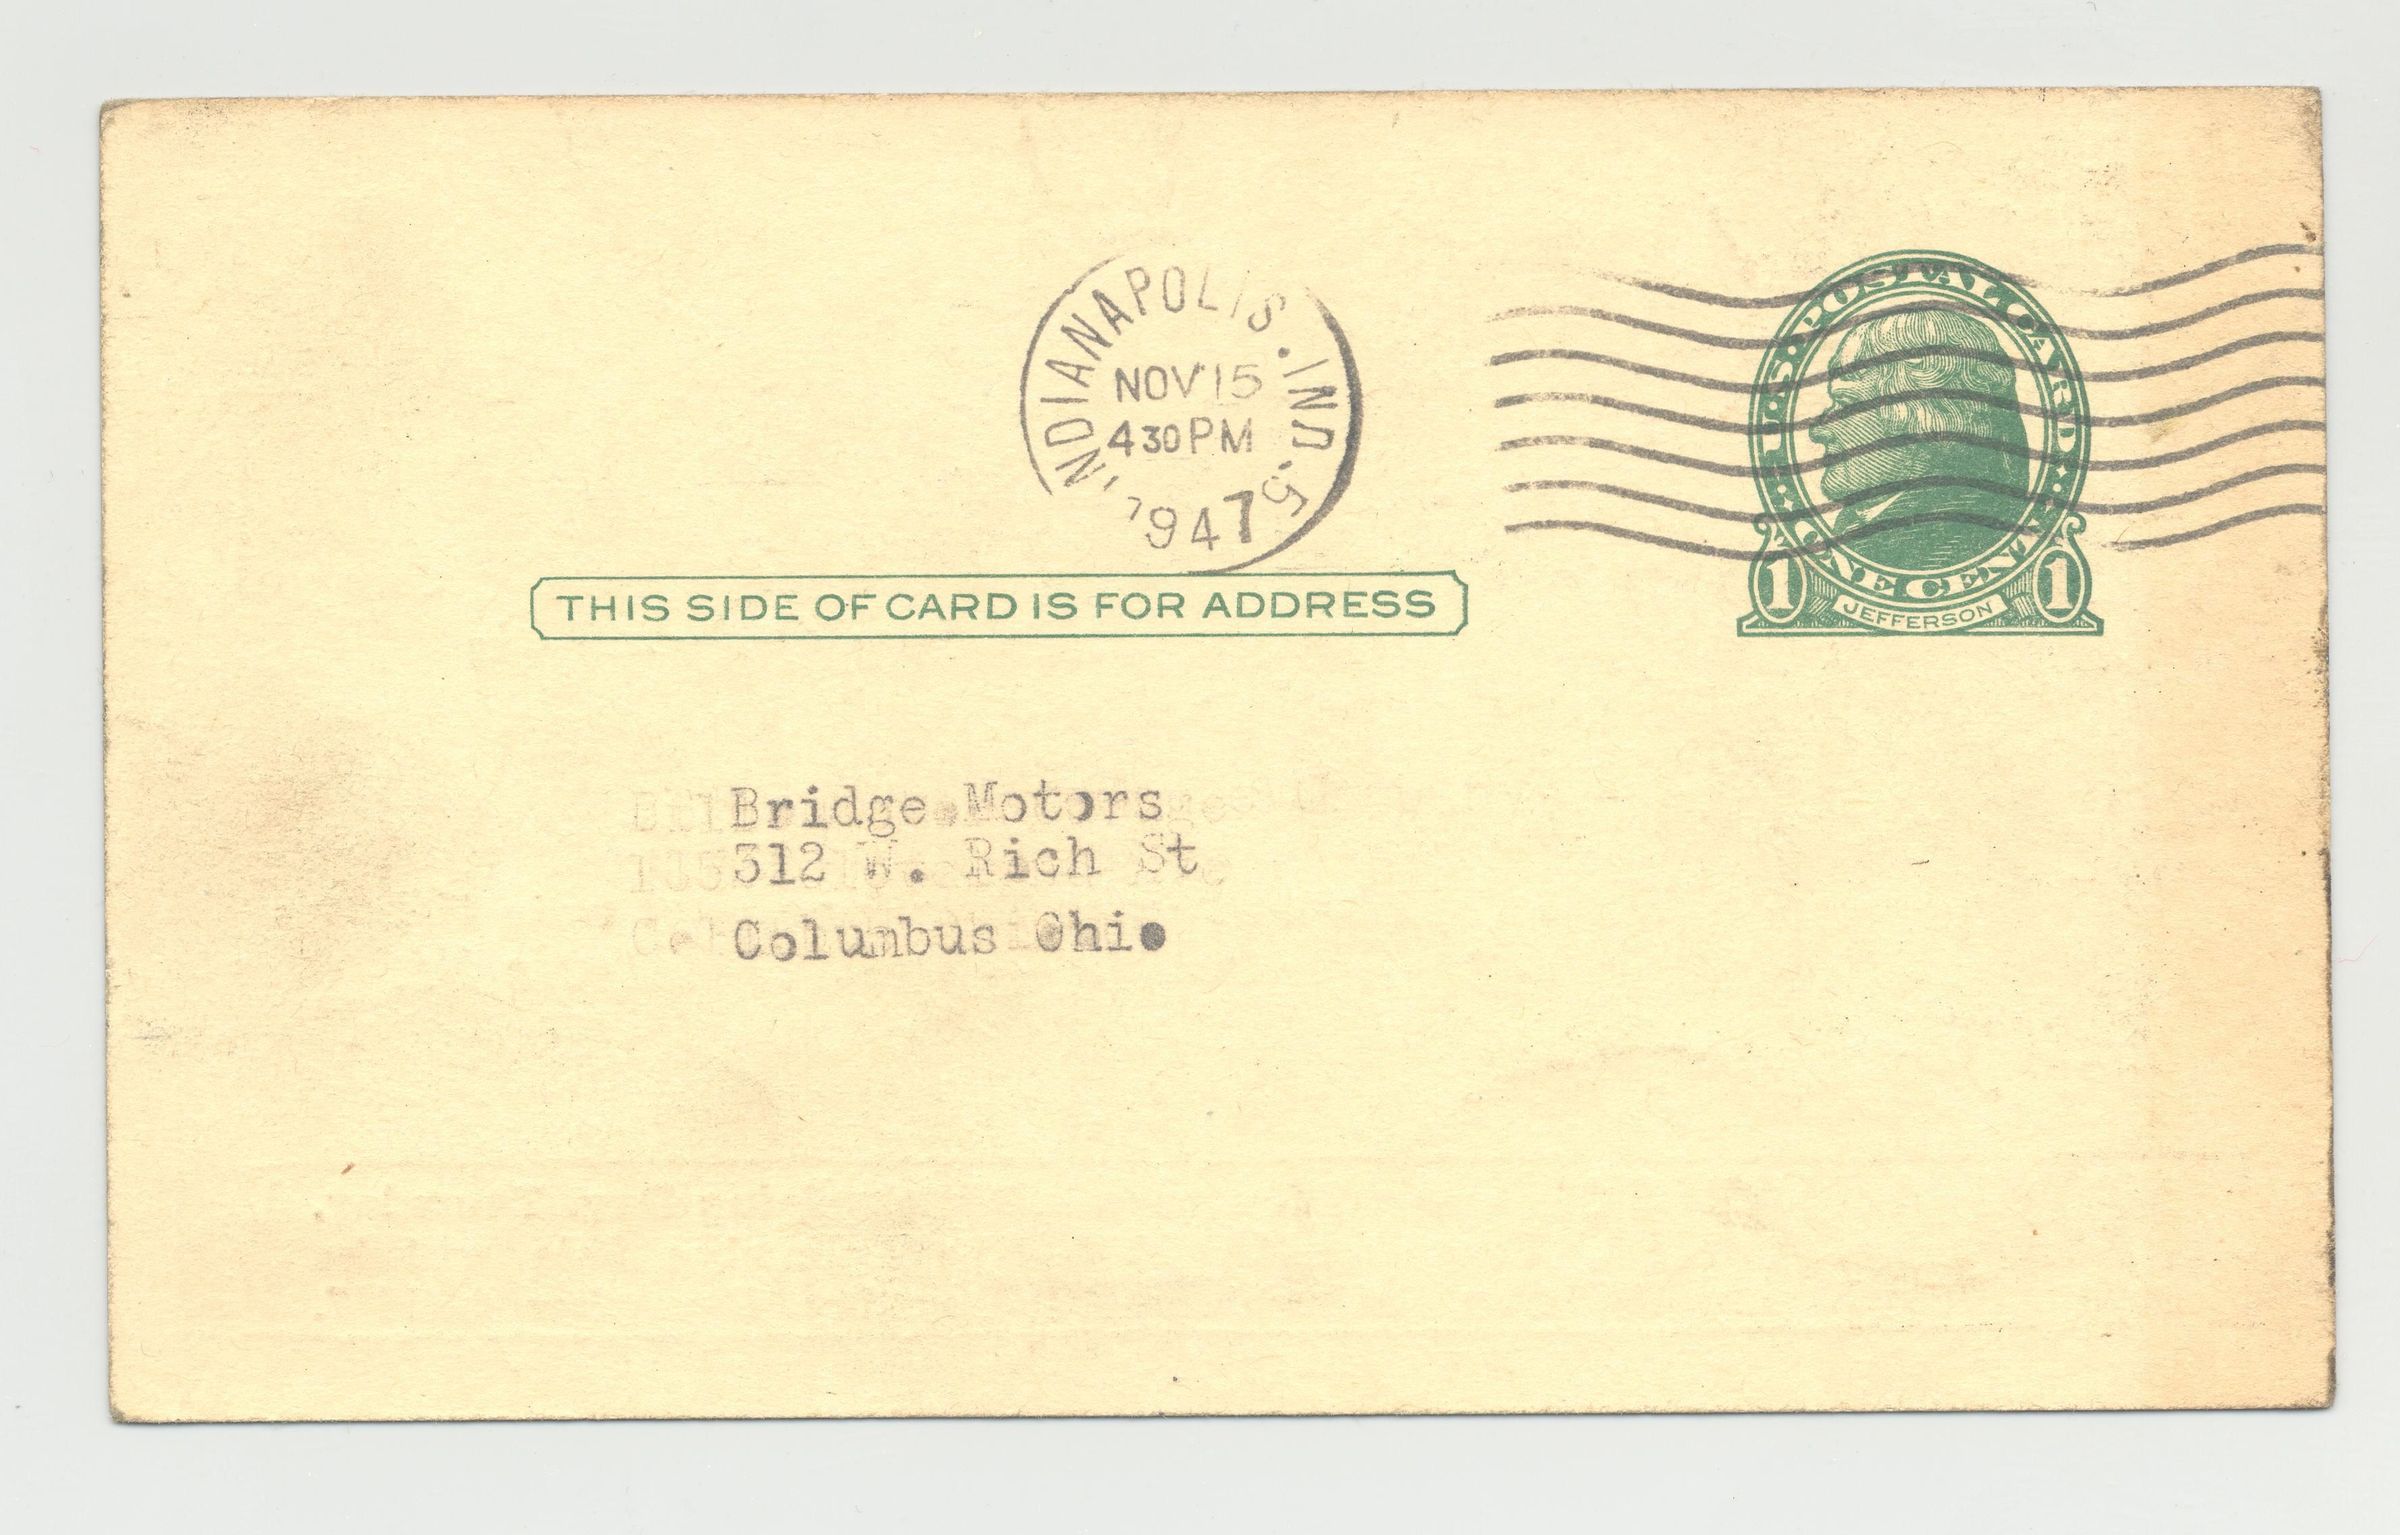 INDIANAPOLIS. IND. 5
NOV 15
4 30 PM
1947
U.S. POSTAL CARD
ONE CENT
1 JEFFERSON 1
THIS SIDE OF CARD IS FOR ADDRESS
Bridge Motors
312 W. Rich St
Columbus Ohio